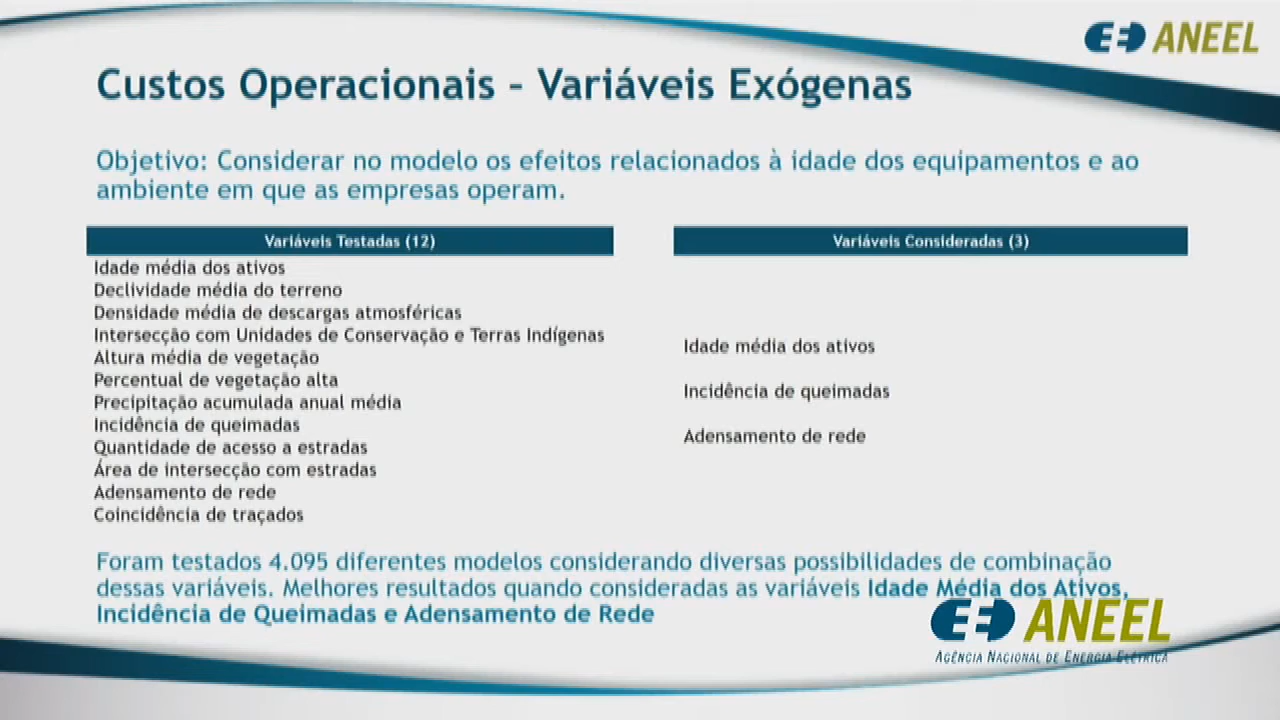 ANEEL
Custos Operacionais – Variáveis Exógenas
Objetivo: Considerar no modelo os efeitos relacionados à idade dos equipamentos e ao
ambiente em que as empresas operam.
Variáveis Testadas (12)
Idade média dos ativos
Declividade média do terreno
Densidade média de descargas atmosféricas
Intersecção com Unidades de Conservação e Terras Indígenas
Altura média de vegetação
Percentual de vegetação alta
Precipitação acumulada anual média
Incidência de queimadas
Quantidade de acesso a estradas
Área de intersecção com estradas
Adensamento de rede
Coincidência de traçados
Variáveis Consideradas (3)
Idade média dos ativos
Incidência de queimadas
Adensamento de rede
Foram testados 4.095 diferentes modelos considerando diversas possibilidades de combinação
dessas variáveis. Melhores resultados quando consideradas as variáveis Idade Média dos Ativos,
Incidência de Queimadas e Adensamento de Rede
ANEEL
AGÊNCIA NACIONAL DE ENERGIA ELÉTRICA